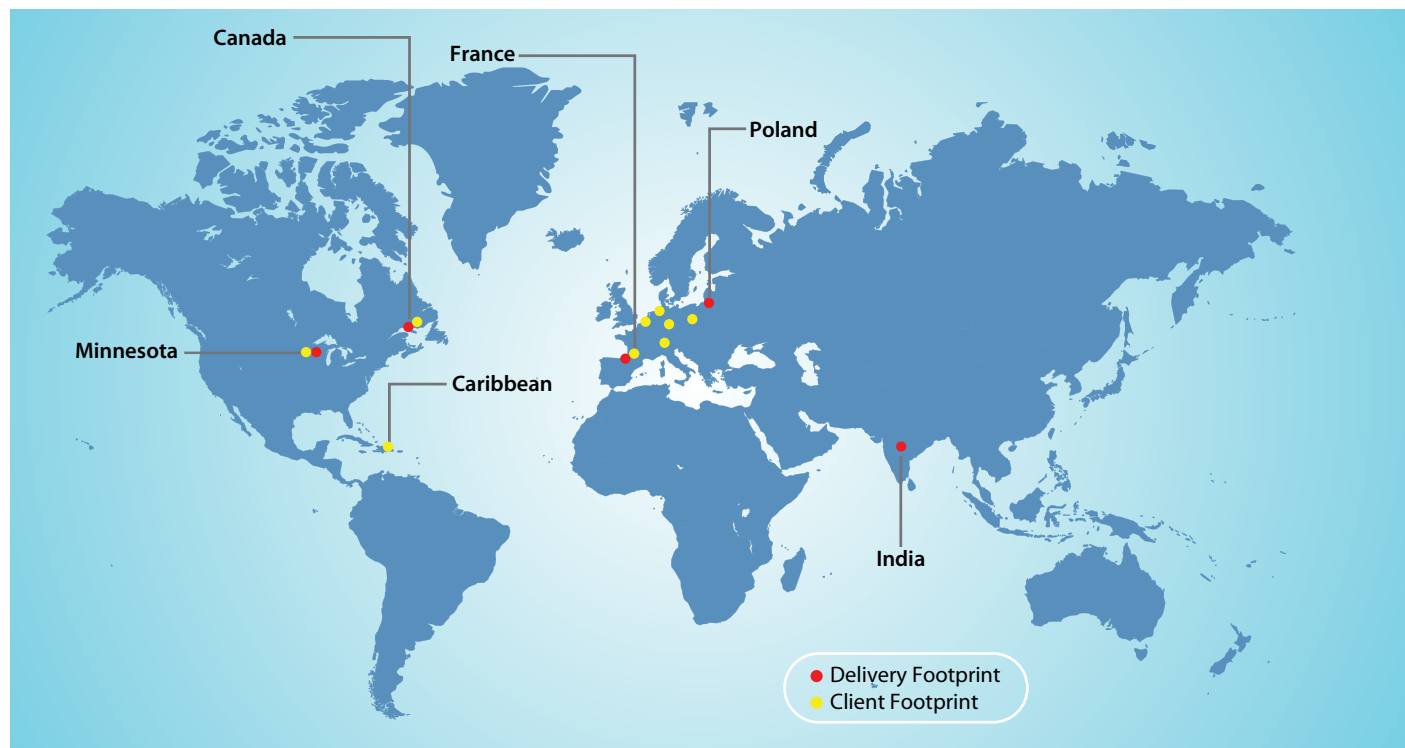 Canada
France
Poland
Minnesota
Caribbean
India
Delivery Footprint
Client Footprint